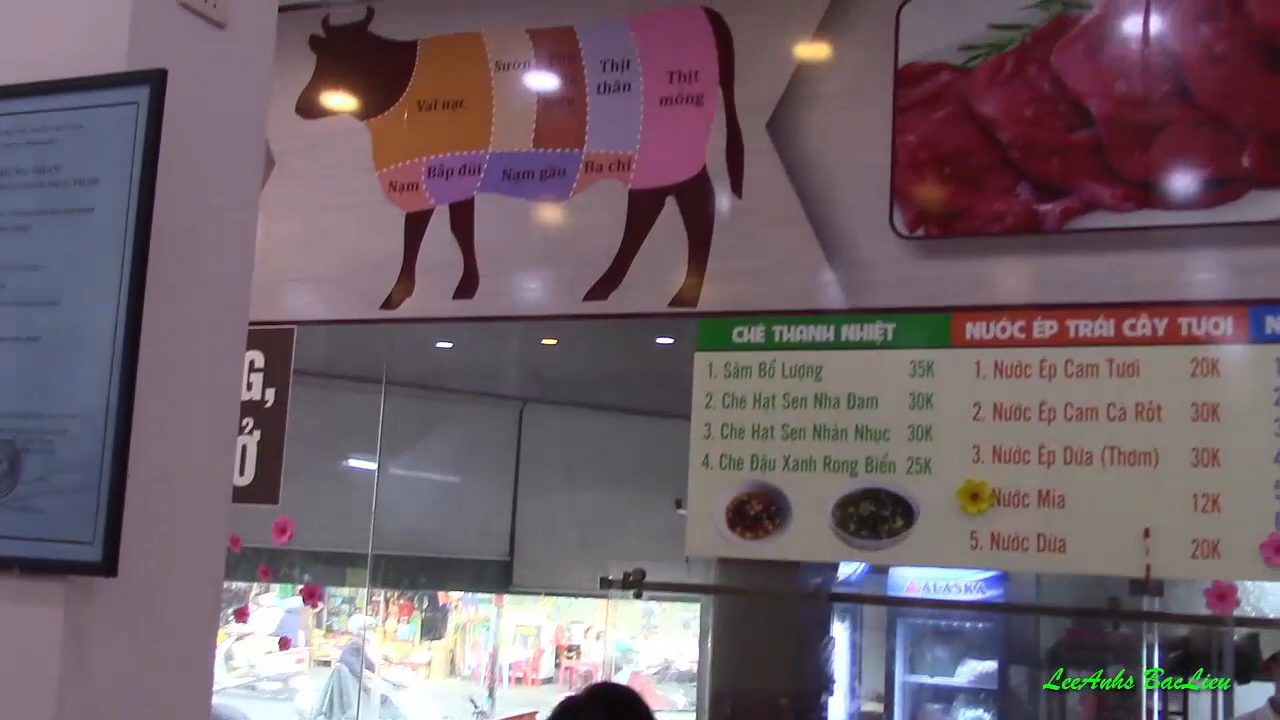 Vai nạc
Sườn
Thịt
thăn
Thịt
mông
Nạm
Bắp đùi
Nạm gầu
Ba chỉ
G,
Ở
CHÈ THANH NHIỆT
1. Sâm Bổ Lượng 35K
2. Chè Hạt Sen Nha Đam 30K
3. Chè Hạt Sen Nhãn Nhục 30K
4. Chè Đậu Xanh Rong Biển 25K
NƯỚC ÉP TRÁI CÂY TƯƠI
1. Nước Ép Cam Tươi 20K
2. Nước Ép Cam Cà Rốt 30K
3. Nước Ép Dứa (Thơm) 30K
Nước Mía 12K
5. Nước Dừa 20K
N
ALASKA
LeeAnhs BacLieu